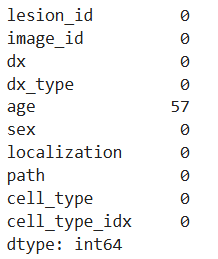 lesion_id 0
image_id 0
dx 0
dx_type 0
age 57
sex 0
localization 0
path 0
cell_type 0
cell_type_idx 0
dtype: int64